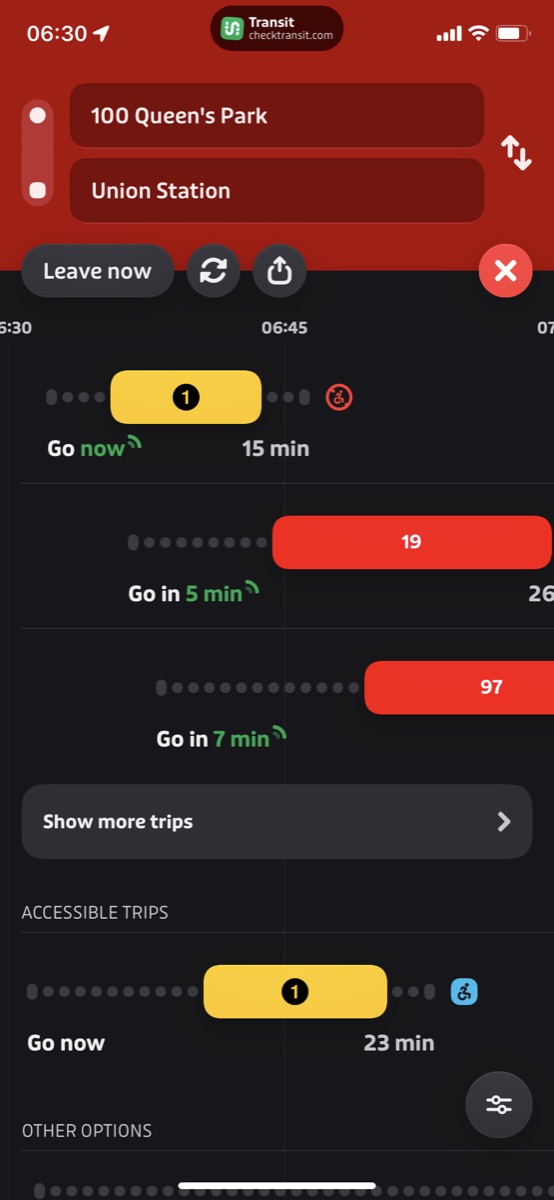 06:30
Transit
checktransit.com
100 Queen's Park
Union Station
Leave now
6:30 06:45 07
1
Go now 15 min
19
Go in 5 min 26
97
Go in 7 min
Show more trips
ACCESSIBLE TRIPS
1
Go now 23 min
OTHER OPTIONS